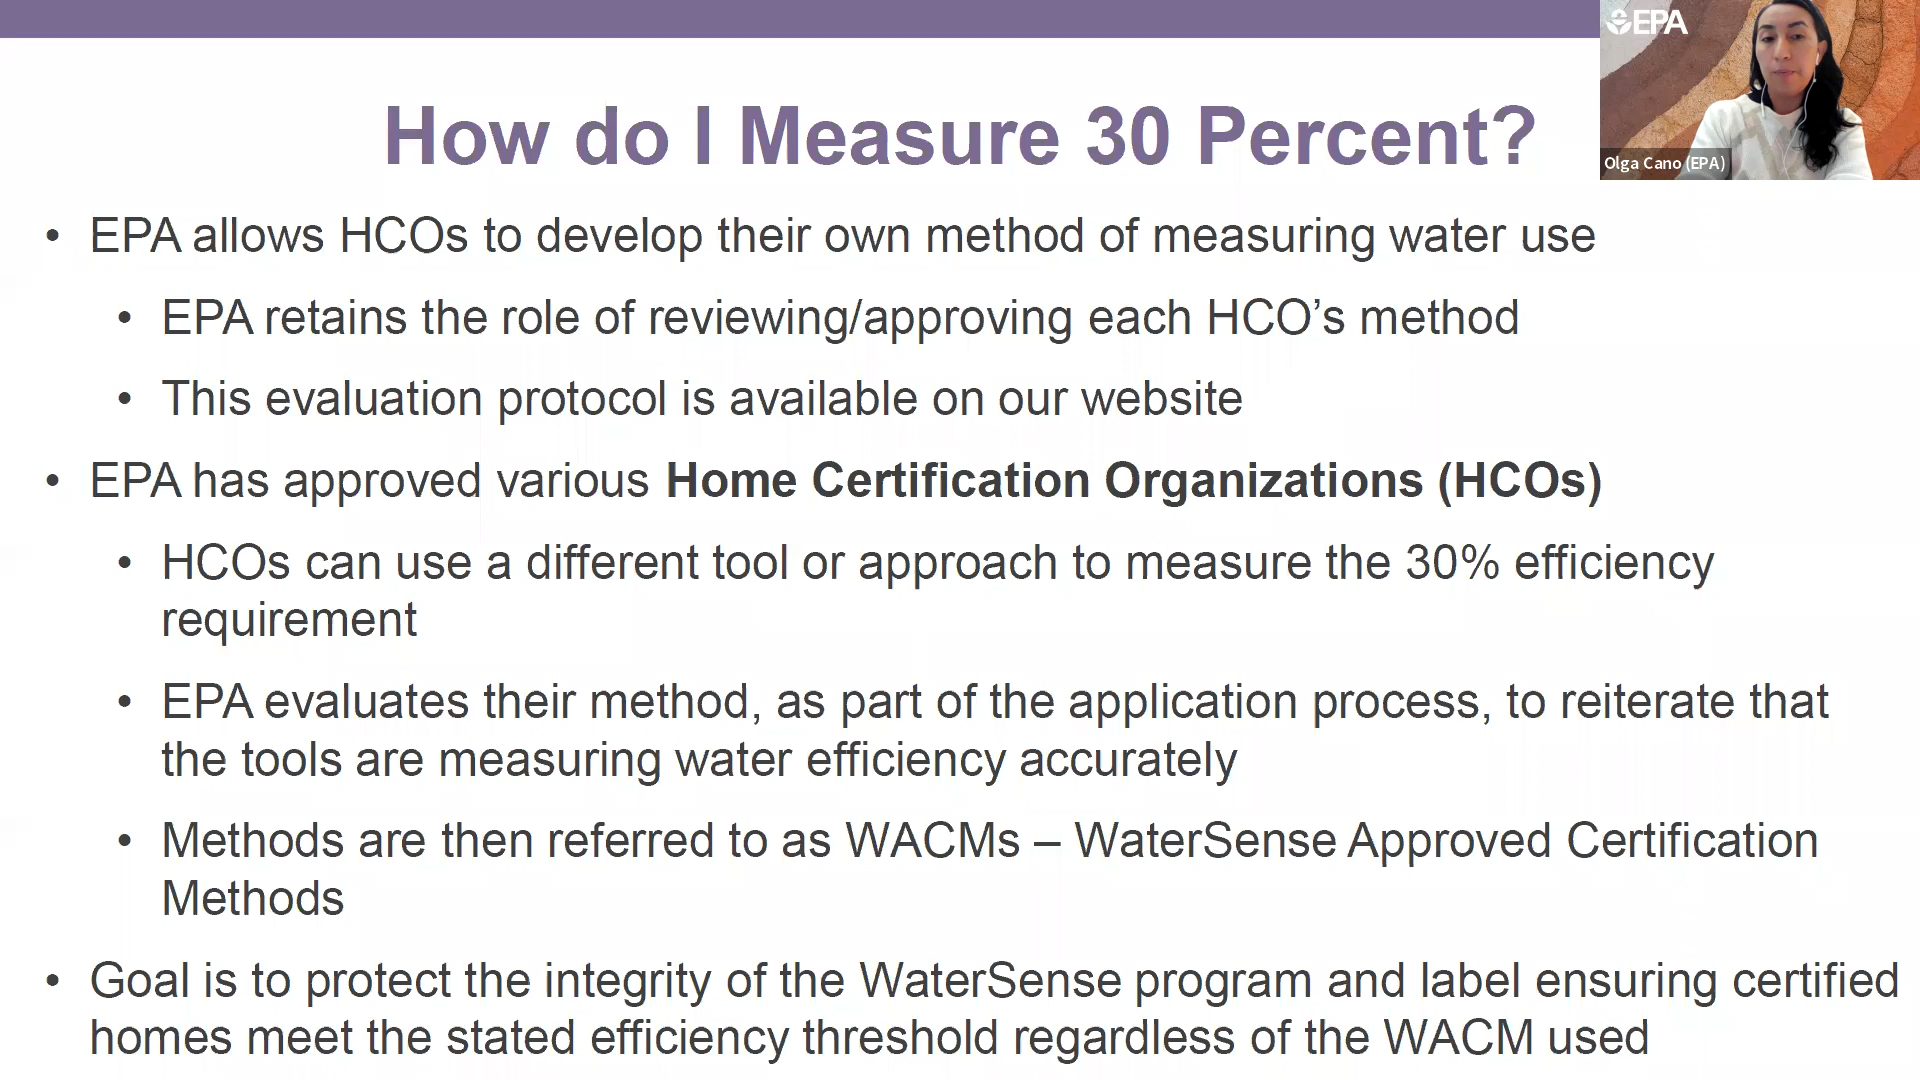 EPA
Olga Cano (EPA)
How do I Measure 30 Percent?
• EPA allows HCOs to develop their own method of measuring water use
• EPA retains the role of reviewing/approving each HCO’s method
• This evaluation protocol is available on our website
• EPA has approved various Home Certification Organizations (HCOs)
• HCOs can use a different tool or approach to measure the 30% efficiency
requirement
• EPA evaluates their method, as part of the application process, to reiterate that
the tools are measuring water efficiency accurately
• Methods are then referred to as WACMs – WaterSense Approved Certification
Methods
• Goal is to protect the integrity of the WaterSense program and label ensuring certified
homes meet the stated efficiency threshold regardless of the WACM used